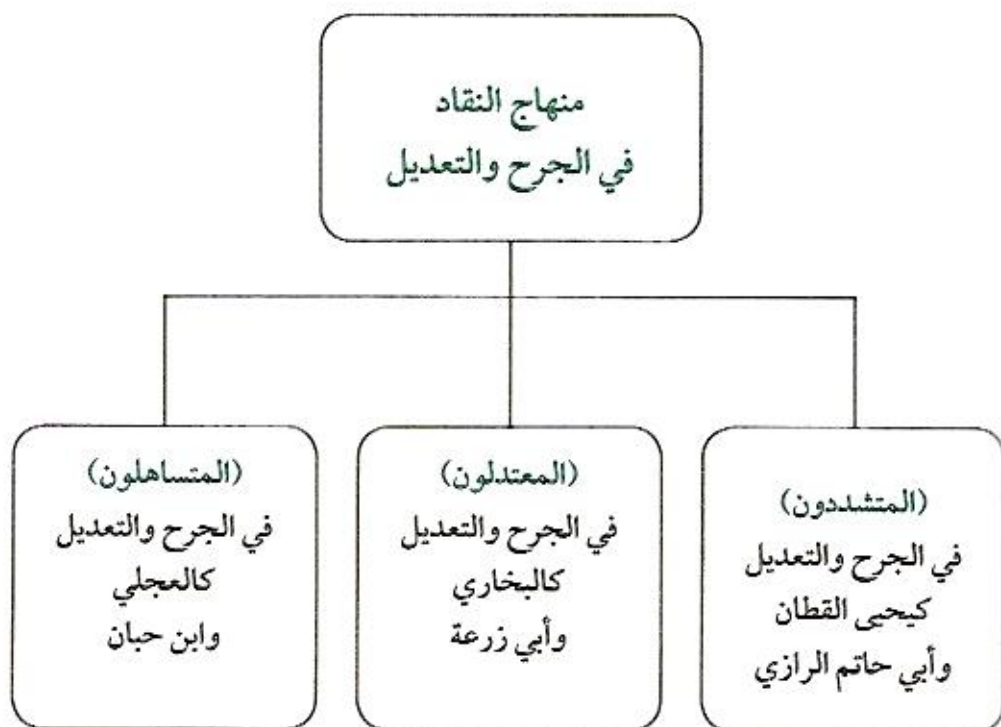 منهاج النقاد
في الجرح والتعديل
(المتشددون)
في الجرح والتعديل
كيحيى القطان
وأبي حاتم الرازي
(المعتدلون)
في الجرح والتعديل
كالبخاري
وأبي زرعة
(المتساهلون)
في الجرح والتعديل
كالعجلي
وابن حبان